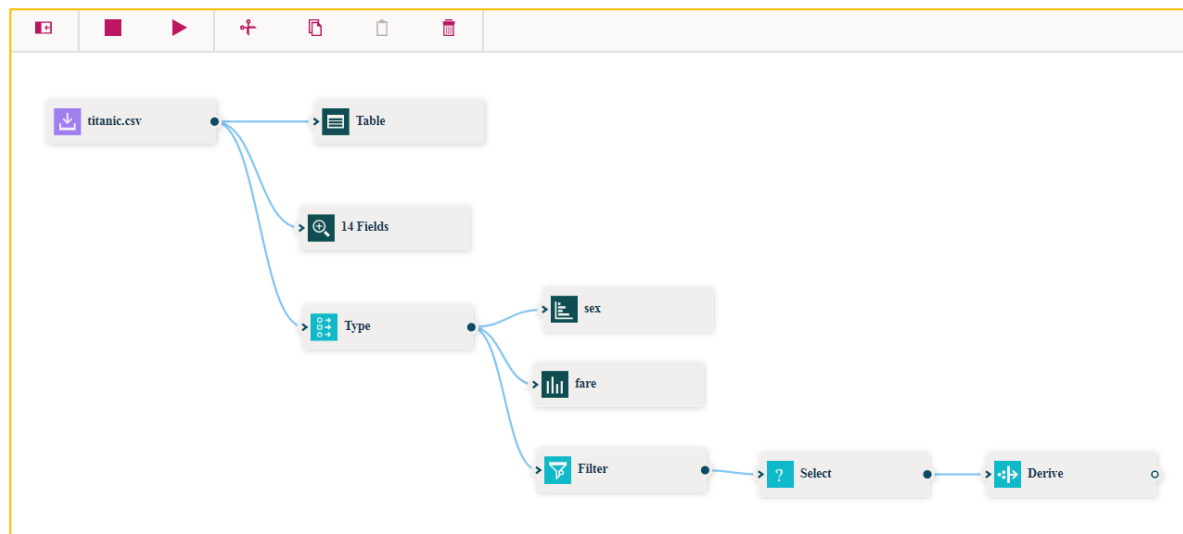 titanic.csv
Table
14 Fields
Type
sex
fare
Filter
Select
Derive